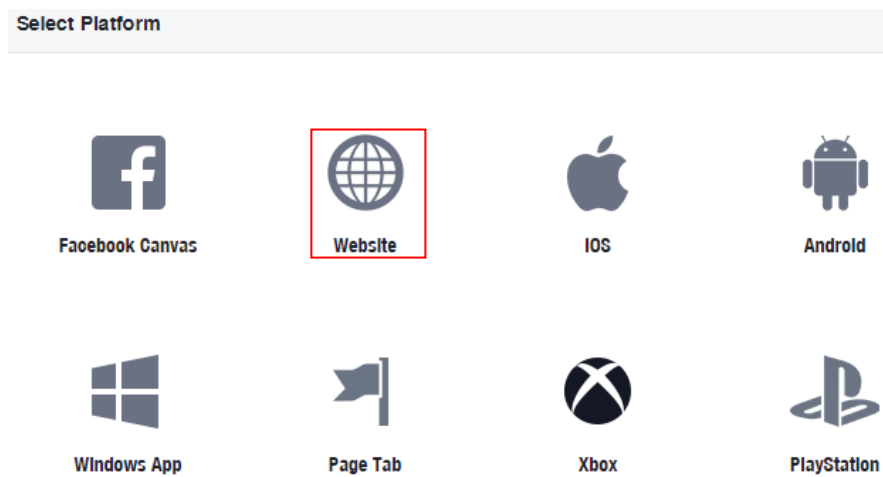 Select Platform
Facebook Canvas Website IOS Android
Windows App Page Tab Xbox PlayStation